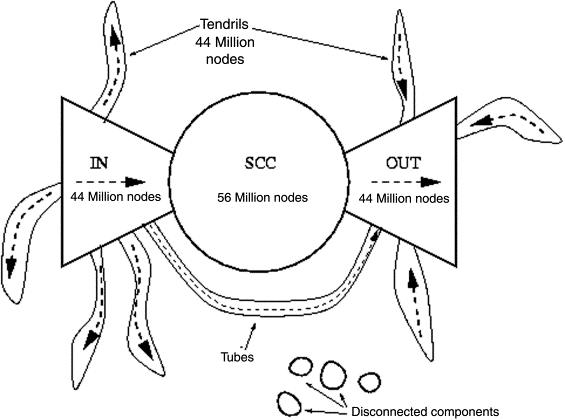 Tendrils
44 Million
nodes
IN
44 Million nodes
SCC
56 Million nodes
OUT
44 Million nodes
Tubes
Disconnected components